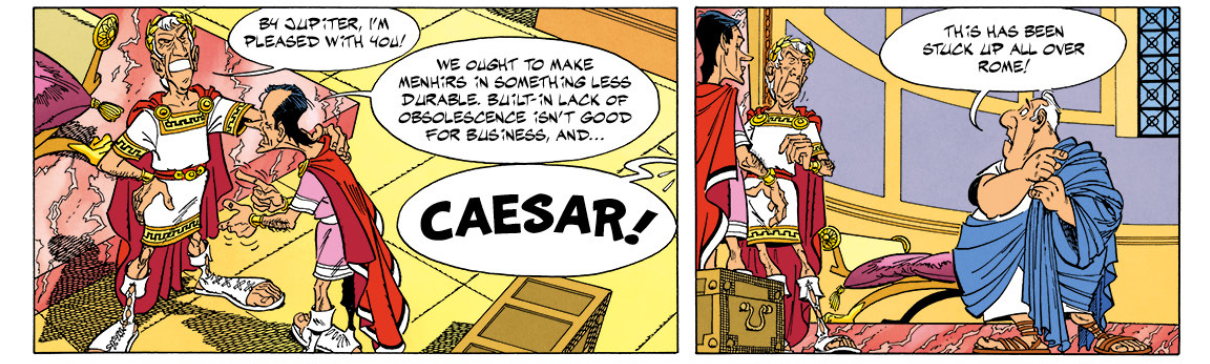 BY JUPITER, I'M
PLEASED WITH YOU!
WE OUGHT TO MAKE
MENHIRS IN SOMETHING LESS
DURABLE. BUILT-IN LACK OF
OBSOLESCENCE ISN'T GOOD
FOR BUSINESS, AND...
CAESAR!
THIS HAS BEEN
STUCK UP ALL OVER
ROME!